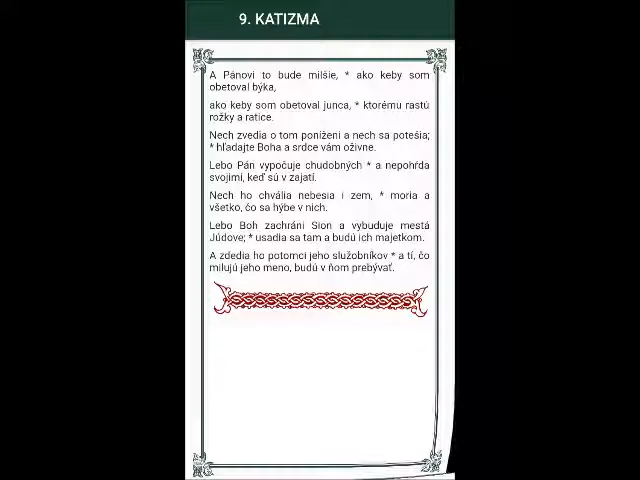 9. KATIZMA
A Pánovi to bude milšie, * ako keby som
obetoval býka,
ako keby som obetoval junca, * ktorému rastú
rožky a ratice.
Nech zvedia o tom ponížení a nech sa potešia;
* hľadajte Boha a srdce vám oživne.
Lebo Pán vypočuje chudobných * a nepohŕda
svojimi, keď sú v zajatí.
Nech ho chvália nebesia i zem, * moria a
všetko, čo sa hýbe v nich.
Lebo Boh zachráni Sion a vybuduje mestá
Júdove; * usadia sa tam a budú ich majetkom.
A zdedia ho potomci jeho služobníkov * a tí, čo
milujú jeho meno, budú v ňom prebývať.